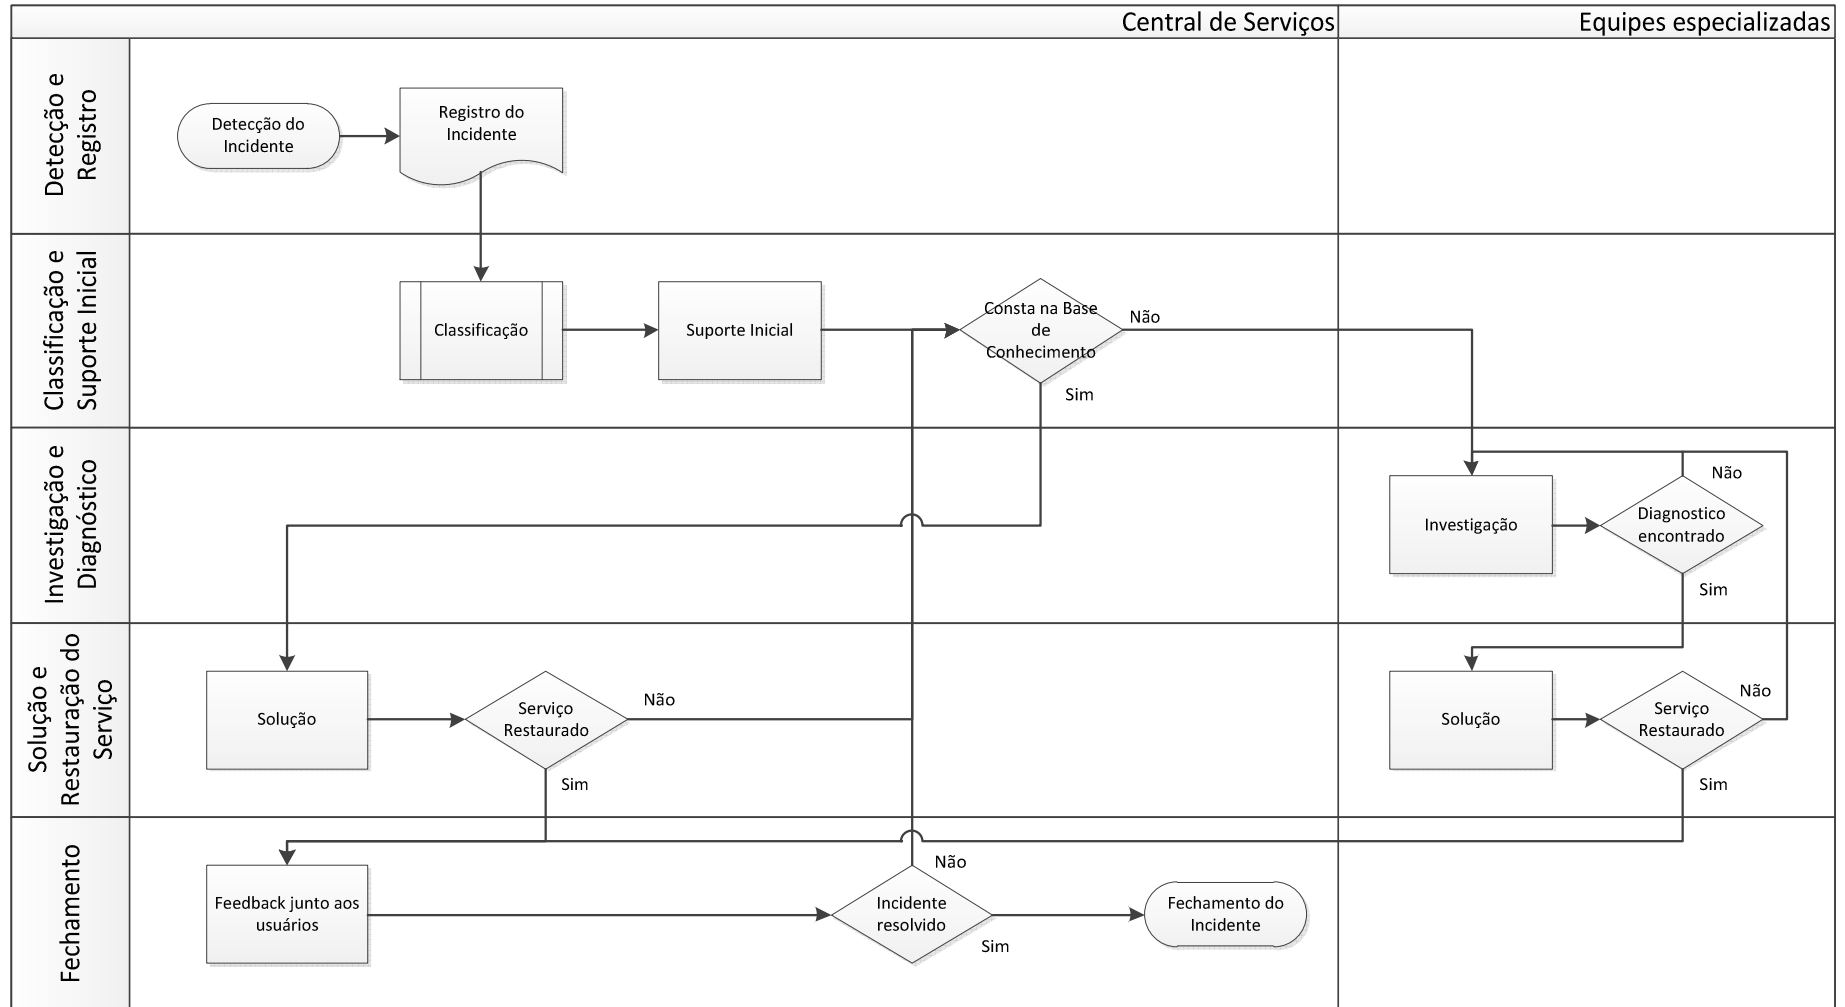 Central de Serviços
Equipes especializadas
Detecção e
Registro
Detecção do
Incidente
Registro do
Incidente
Classificação e
Suporte Inicial
Classificação
Suporte Inicial
Consta na Base
de
Conhecimento
Não
Sim
Investigação e
Diagnóstico
Investigação
Diagnostico
encontrado
Não
Sim
Solução e
Restauração do
Serviço
Solução
Serviço
Restaurado
Não
Sim
Solução
Serviço
Restaurado
Não
Sim
Fechamento
Feedback junto aos
usuários
Incidente
resolvido
Não
Sim
Fechamento do
Incidente